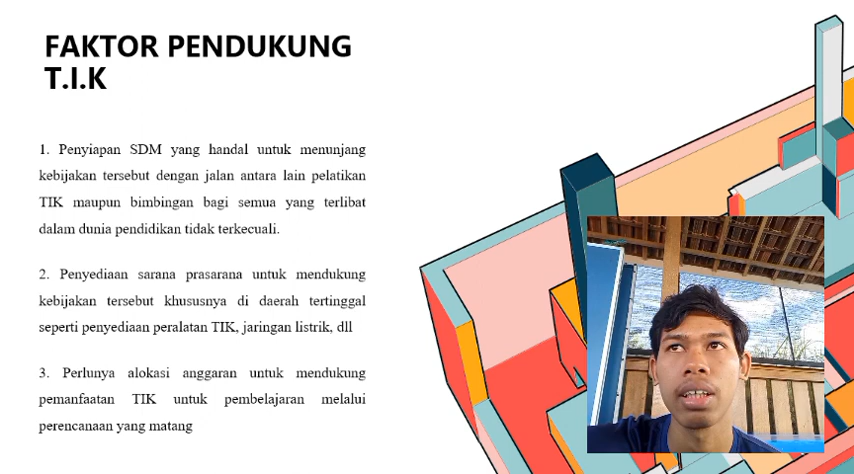 FAKTOR PENDUKUNG
T.I.K
1. Penyiapan SDM yang handal untuk menunjang
kebijakan tersebut dengan jalan antara lain pelatikan
TIK maupun bimbingan bagi semua yang terlibat
dalam dunia pendidikan tidak terkecuali.
2. Penyediaan sarana prasarana untuk mendukung
kebijakan tersebut khususnya di daerah tertinggal
seperti penyediaan peralatan TIK, jaringan listrik, dll
3. Perlunya alokasi anggaran untuk mendukung
pemanfaatan TIK untuk pembelajaran melalui
perencanaan yang matang